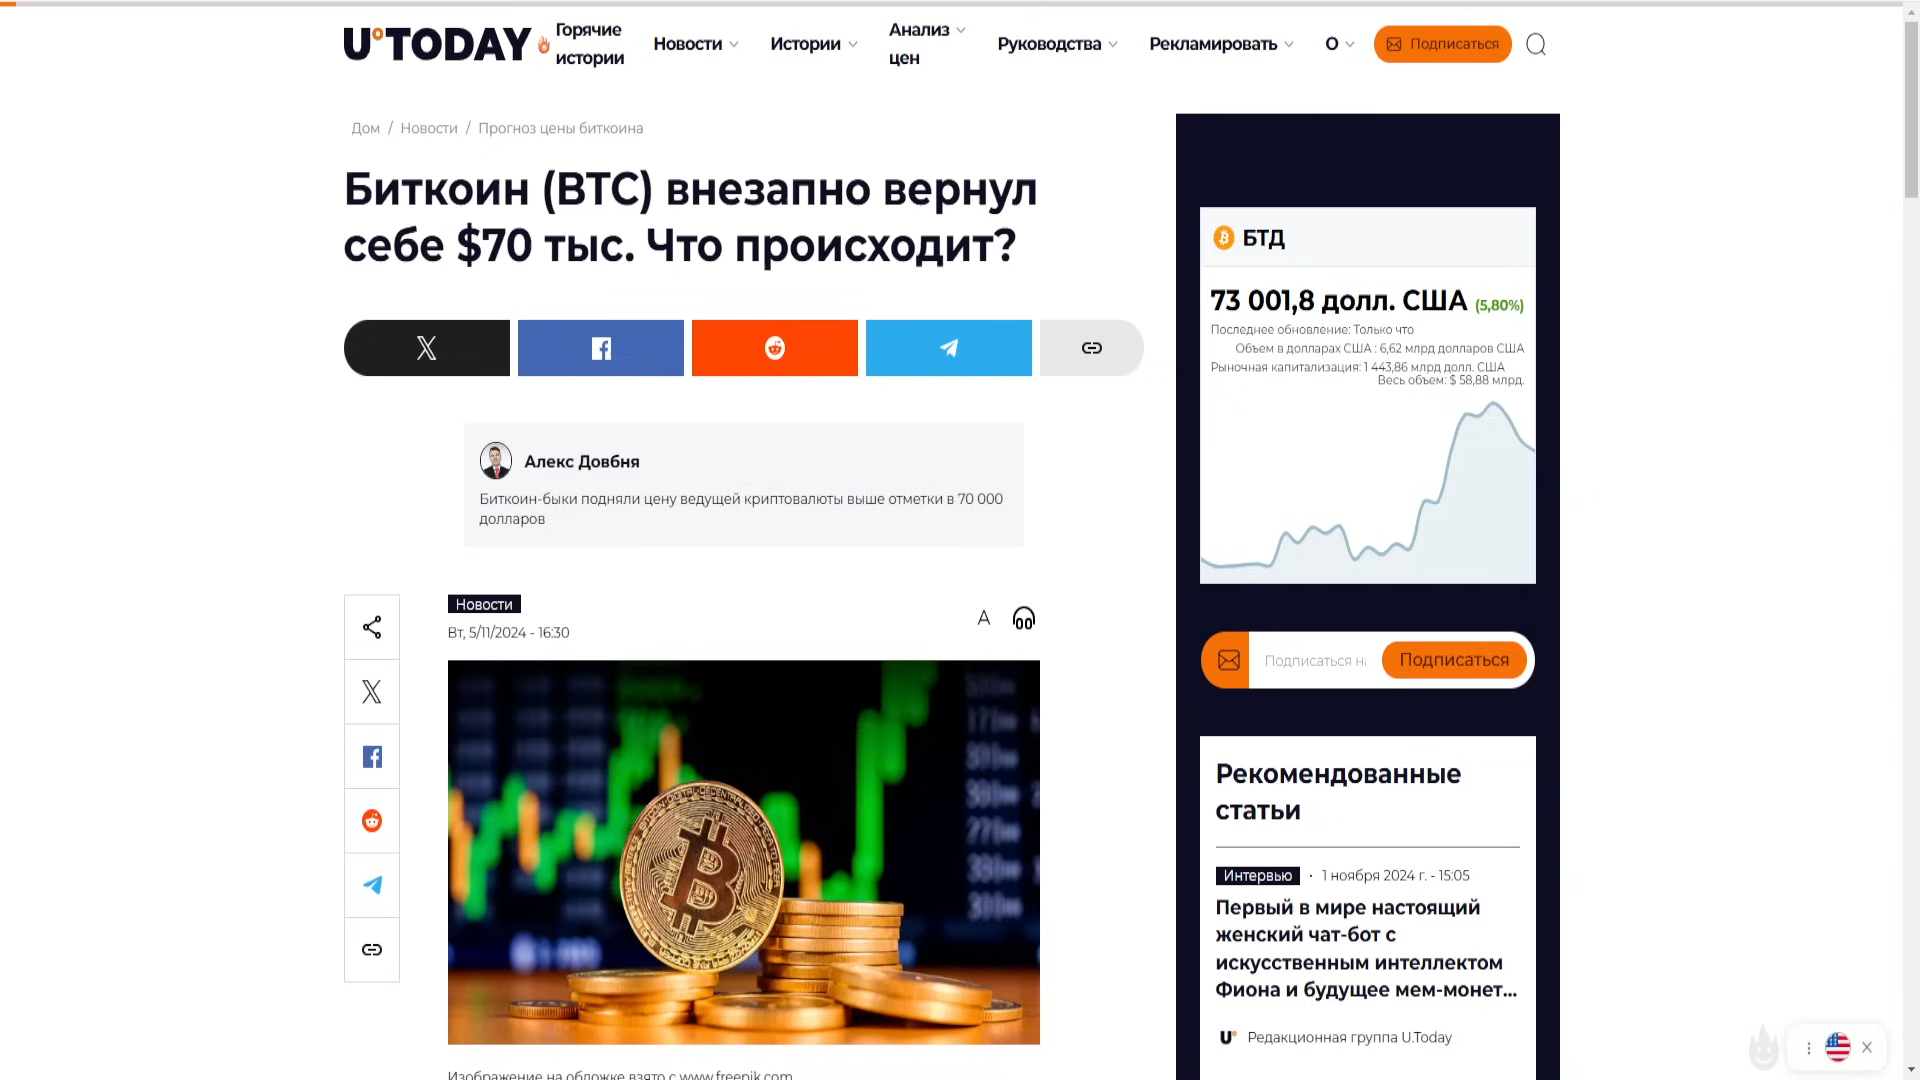 U°TODAY
Горячие
истории
Новости
Истории
Анализ
цен
Руководства
Рекламировать
О
Подписаться
Дом / Новости / Прогноз цены биткоина
Биткоин (BTC) внезапно вернул
себе $70 тыс. Что происходит?
Алекс Довбня
Биткоин-быки подняли цену ведущей криптовалюты выше отметки в 70 000
долларов
Новости
Вт, 5/11/2024 - 16:30
A
Изображение на обложке взято с www.freepik.com
БТД
73 001,8 долл. США (5,80%)
Последнее обновление: Только что
Объем в долларах США : 6,62 млрд долларов США
Рыночная капитализация: 1 443,86 млрд долл. США
Весь объем: $ 58,88 млрд.
Подписаться на
Подписаться
Рекомендованные
статьи
Интервью · 1 ноября 2024 г. - 15:05
Первый в мире настоящий
женский чат-бот с
искусственным интеллектом
Фиона и будущее мем-монет...
U° Редакционная группа U.Today